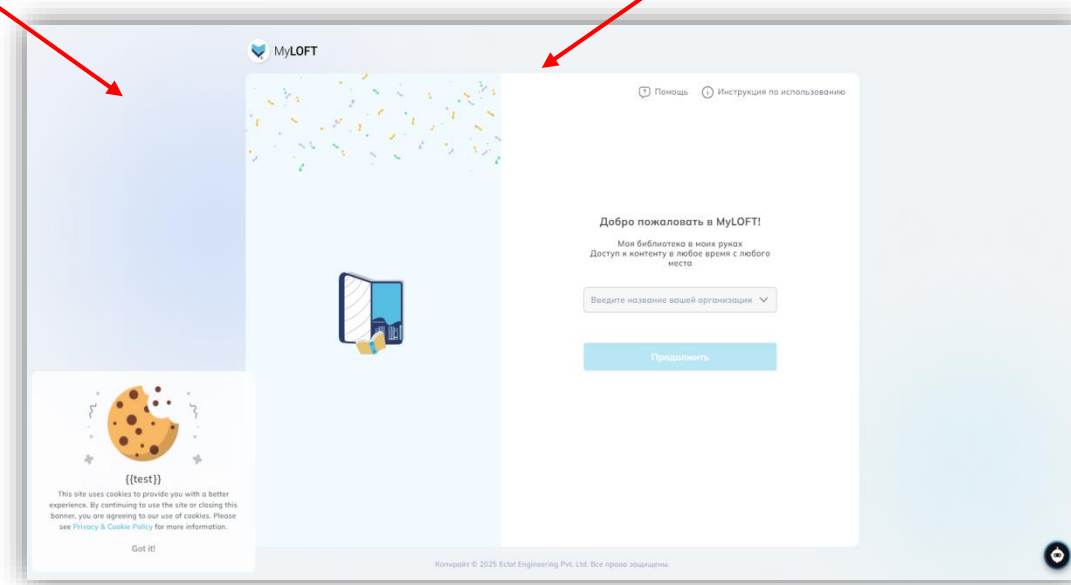 MyLOFT
Помощь
Инструкция по использованию
Добро пожаловать в MyLOFT!
Моя библиотека в моих руках
Доступ к контенту в любое время с любого
места
Введите название вашей организации
Продолжить
{{test}}
This site uses cookies to provide you with a better
experience. By continuing to use the site or closing this
banner, you are agreeing to our use of cookies. Please
see Privacy & Cookie Policy for more information.
Got it!
Копирайт © 2025 Eclat Engineering Pvt. Ltd. Все права защищены.